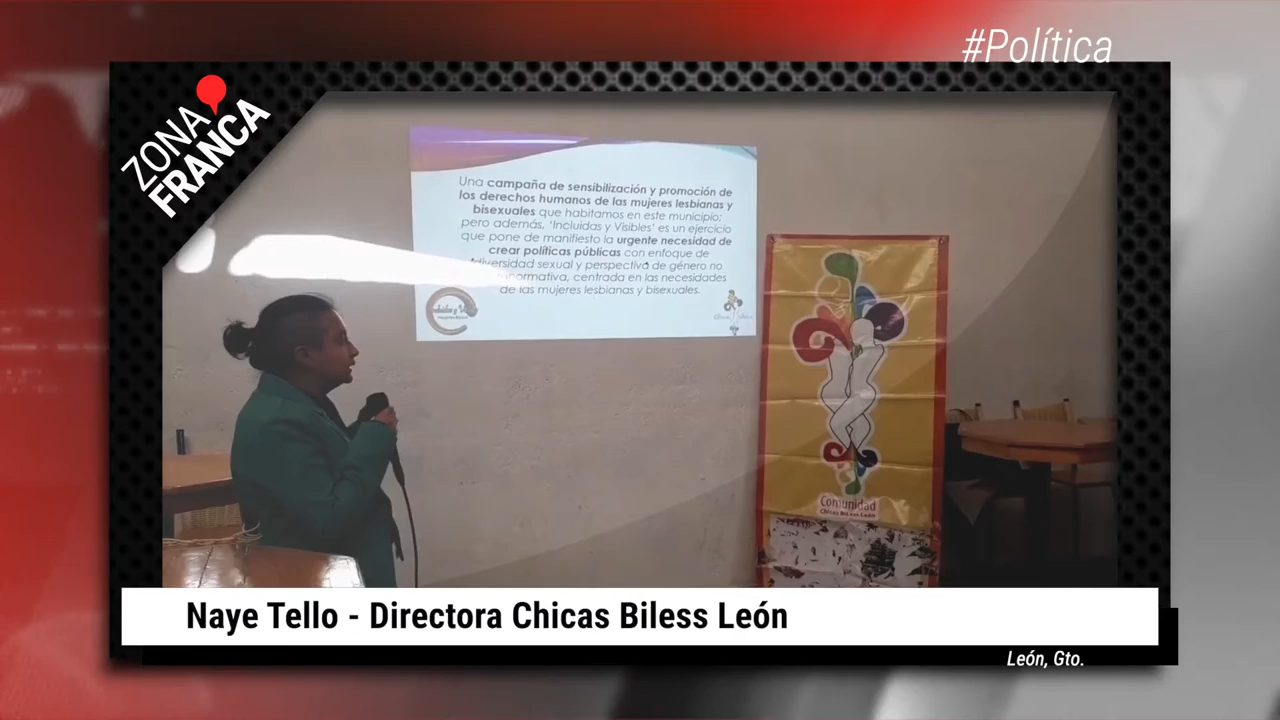 #Política
ZONA
FRANCA
Una campaña de sensibilización y promoción de
los derechos humanos de las mujeres lesbianas y
bisexuales que habitamos en este municipio;
pero además, 'Incluidas y Visibles' es un ejercicio
que pone de manifiesto la urgente necesidad de
crear políticas públicas con enfoque de
diversidad sexual y perspectiva de género no
normativa, centrada en las necesidades
de las mujeres lesbianas y bisexuales.
Comunidad
Chicas Biless León
Naye Tello - Directora Chicas Biless León
León, Gto.